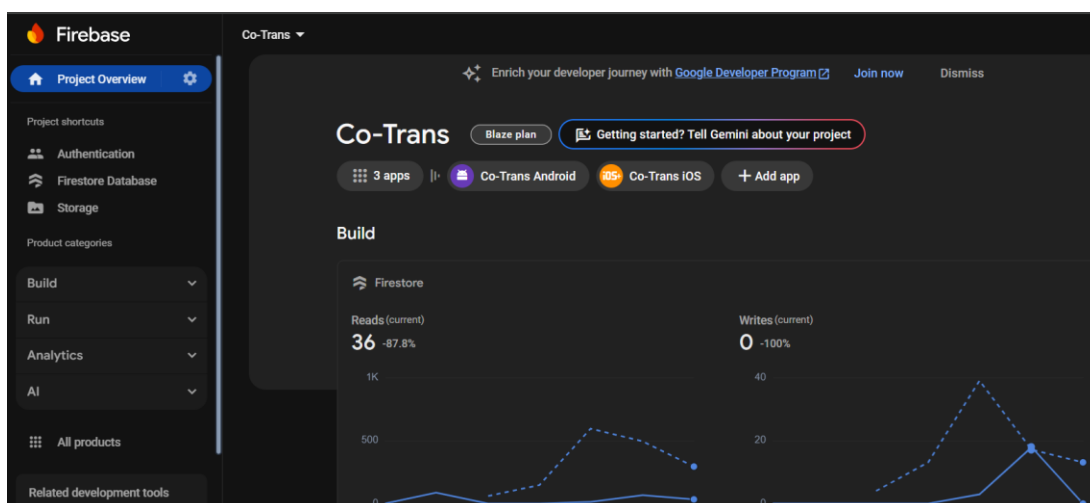 Firebase
Co-Trans
Project Overview
Enrich your developer journey with Google Developer Program Join now Dismiss
Project shortcuts
Authentication
Firestore Database
Storage
Product categories
Build
Run
Analytics
AI
All products
Related development tools
Co-Trans Blaze plan Getting started? Tell Gemini about your project
3 apps Co-Trans Android iOS+ Co-Trans iOS + Add app
Build
Firestore
Reads (current)
36 -87.8%
1K
500
0
Writes (current)
0 -100%
40
20
0